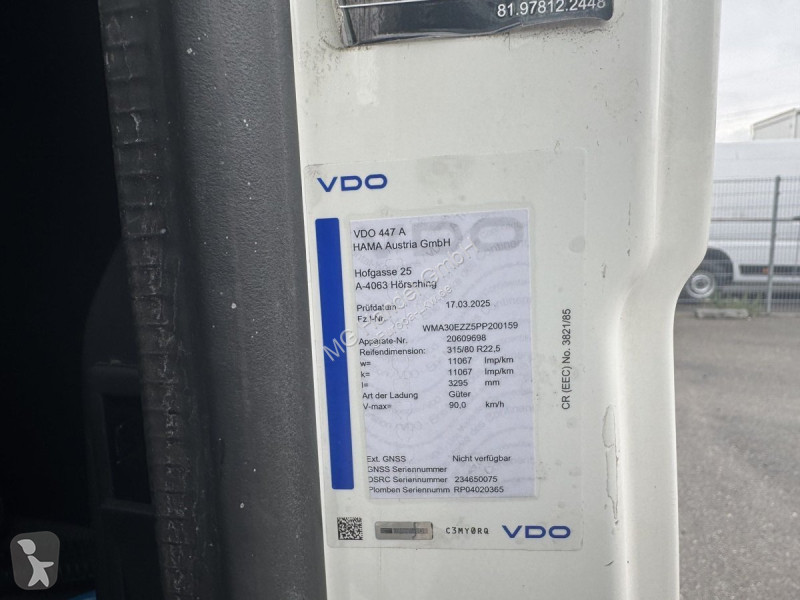 81.97812.2448
VDO
VDO
VDO 447 A
HAMA Austria GmbH
Hofgasse 25
A-4063 Hörsching
Prüfdatum 17.03.2025
WMA30EZZ5PP200159
Apparate-Nr. 20609698
Reifendimension: 315/80 R22,5
w= 11067 Imp/km
k= 11067 Imp/km
l= 3295 mm
Art der Ladung Güter
V-max= 90,0 km/h
Ext. GNSS Nicht verfügbar
GNSS Seriennummer
DSRC Seriennummer 234650075
Plomben Seriennumm RP04020365
CR (EEC) No. 3821/85
C3MY0RQ VDO